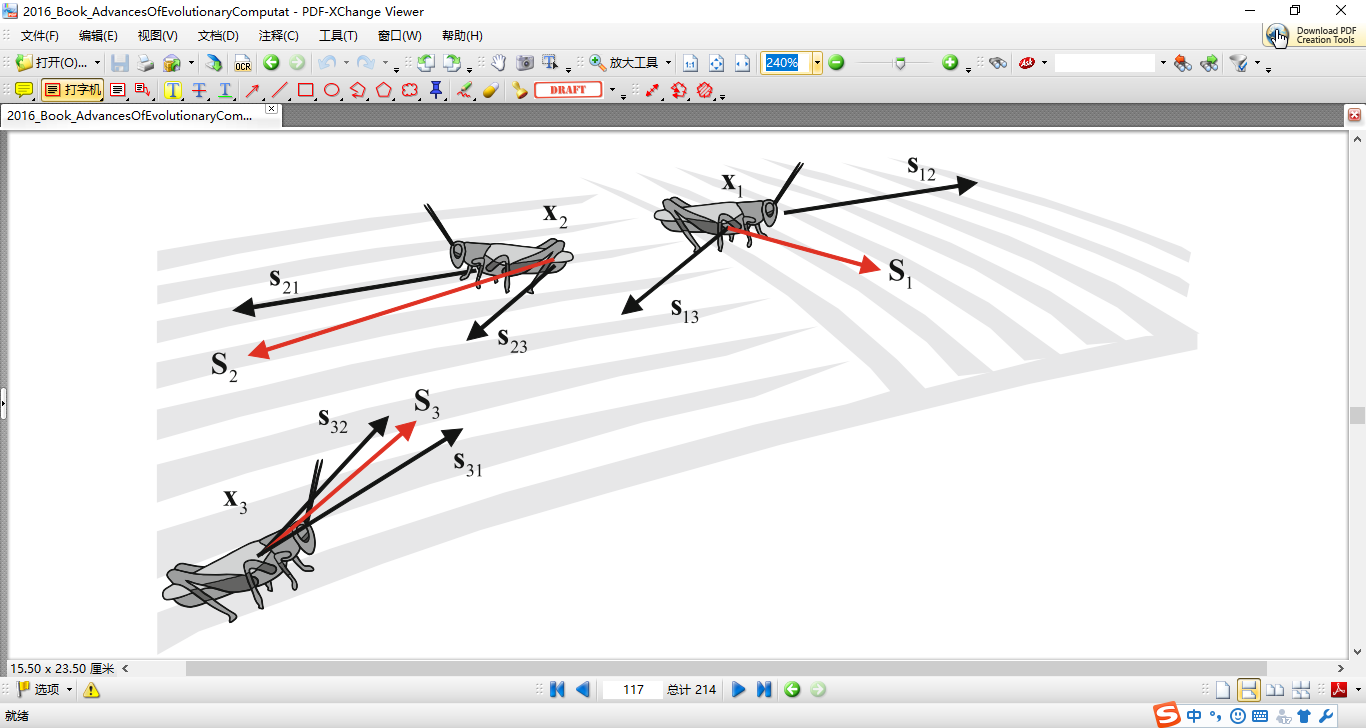 2016_Book_AdvancesOfEvolutionaryComputat - PDF-XChange Viewer
文件(F) 编辑(E) 视图(V) 文档(D) 注释(C) 工具(T) 窗口(W) 帮助(H)
Download PDF
Creation Tools
打开(O)... OCR 放大工具 1:1 240%
打字机 T T T DRAFT
2016_Book_AdvancesOfEvolutionaryCom...
s12
x1
x2
s21
S1
s13
s23
S2
S3
s32
s31
x3
15.50 x 23.50 厘米
选项 117 总计 214
就绪
S 中